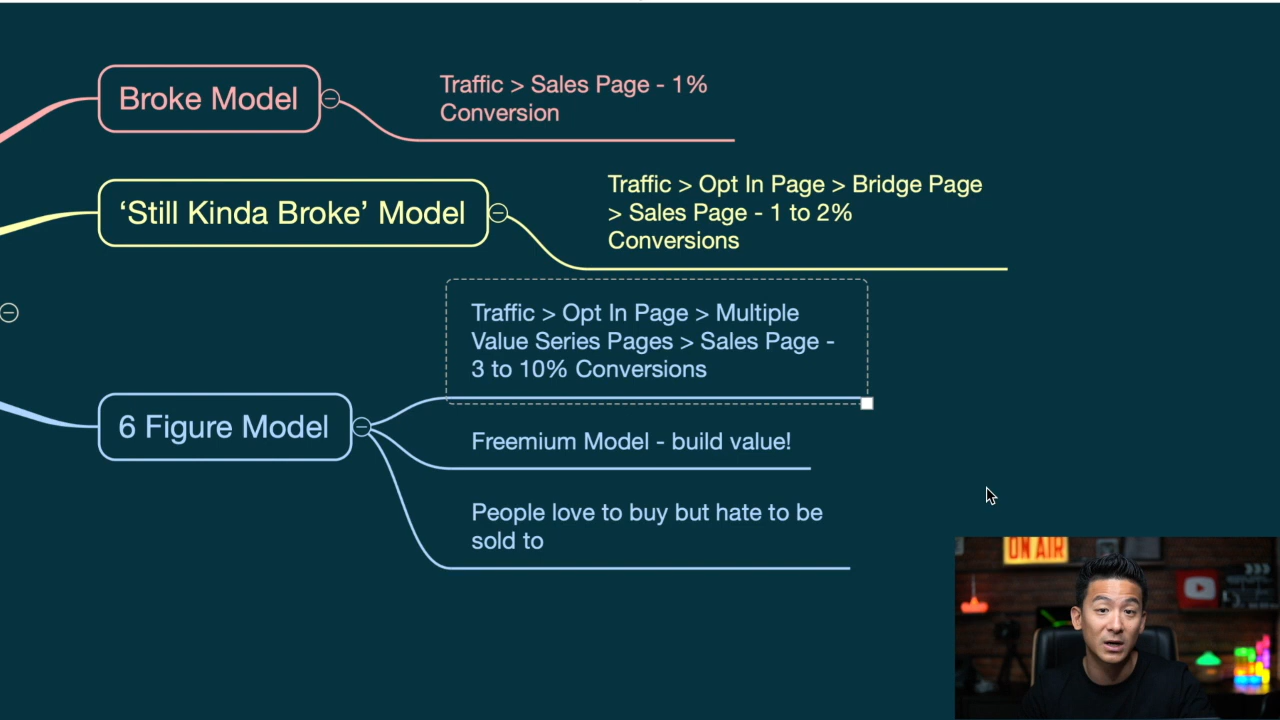 Broke Model
Traffic > Sales Page - 1%
Conversion
‘Still Kinda Broke’ Model
Traffic > Opt In Page > Bridge Page
> Sales Page - 1 to 2%
Conversions
6 Figure Model
Traffic > Opt In Page > Multiple
Value Series Pages > Sales Page -
3 to 10% Conversions
Freemium Model - build value!
People love to buy but hate to be
sold to
ON AIR